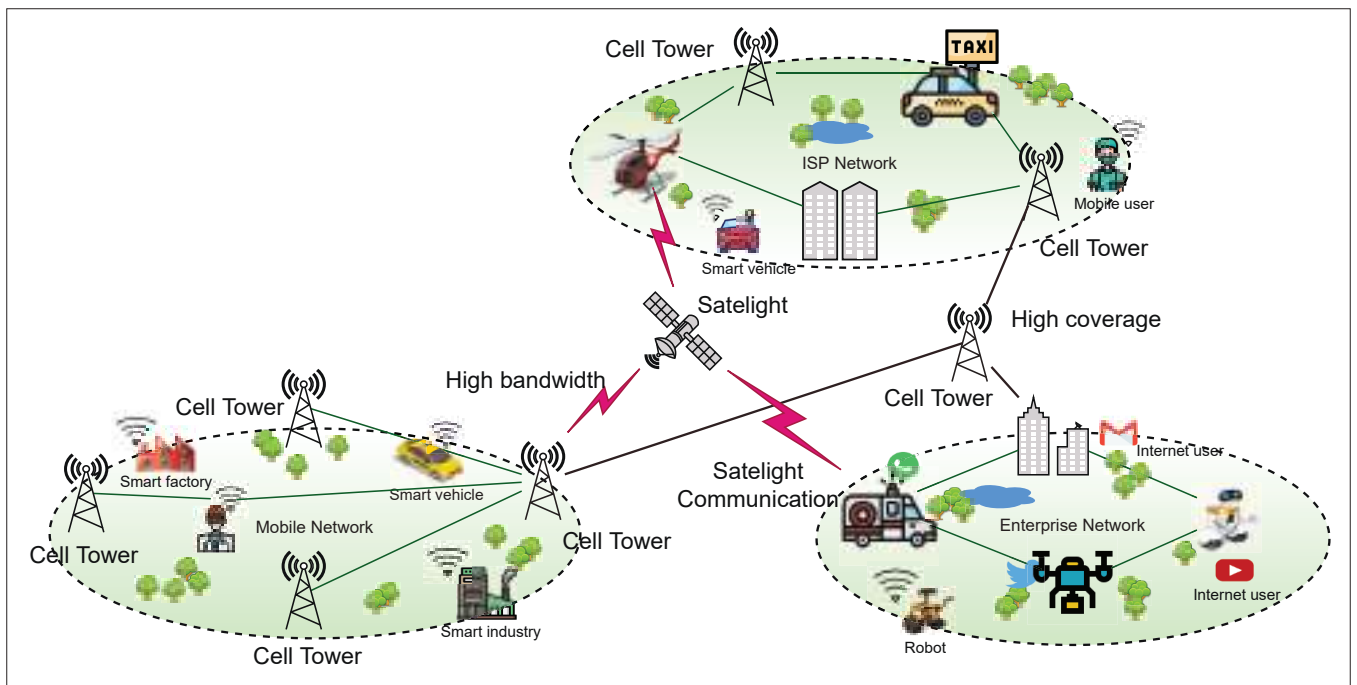 Cell Tower
TAXI
ISP Network
Mobile user
Cell Tower
Smart vehicle
Satelight
High coverage
High bandwidth
Cell Tower
Cell Tower
Internet user
Smart factory
Smart vehicle
Satelight
Communication
Mobile Network
Enterprise Network
Cell Tower
Cell Tower
Internet user
Smart industry
Robot
Cell Tower